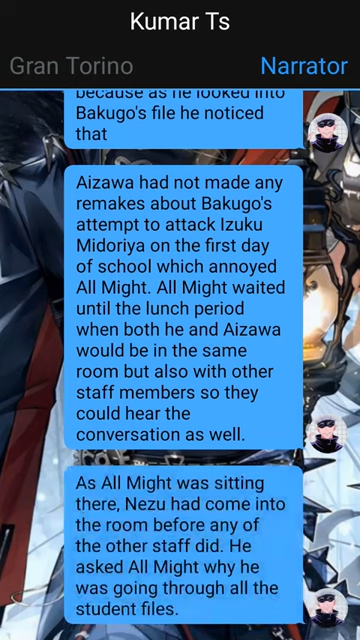 Kumar Ts
Gran Torino
Narrator
because as he looked into
Bakugo's file he noticed
that
Aizawa had not made any
remakes about Bakugo's
attempt to attack Izuku
Midoriya on the first day
of school which annoyed
All Might. All Might waited
until the lunch period
when both he and Aizawa
would be in the same
room but also with other
staff members so they
could hear the
conversation as well.
As All Might was sitting
there, Nezu had come into
the room before any of
the other staff did. He
asked All Might why he
was going through all the
student files.